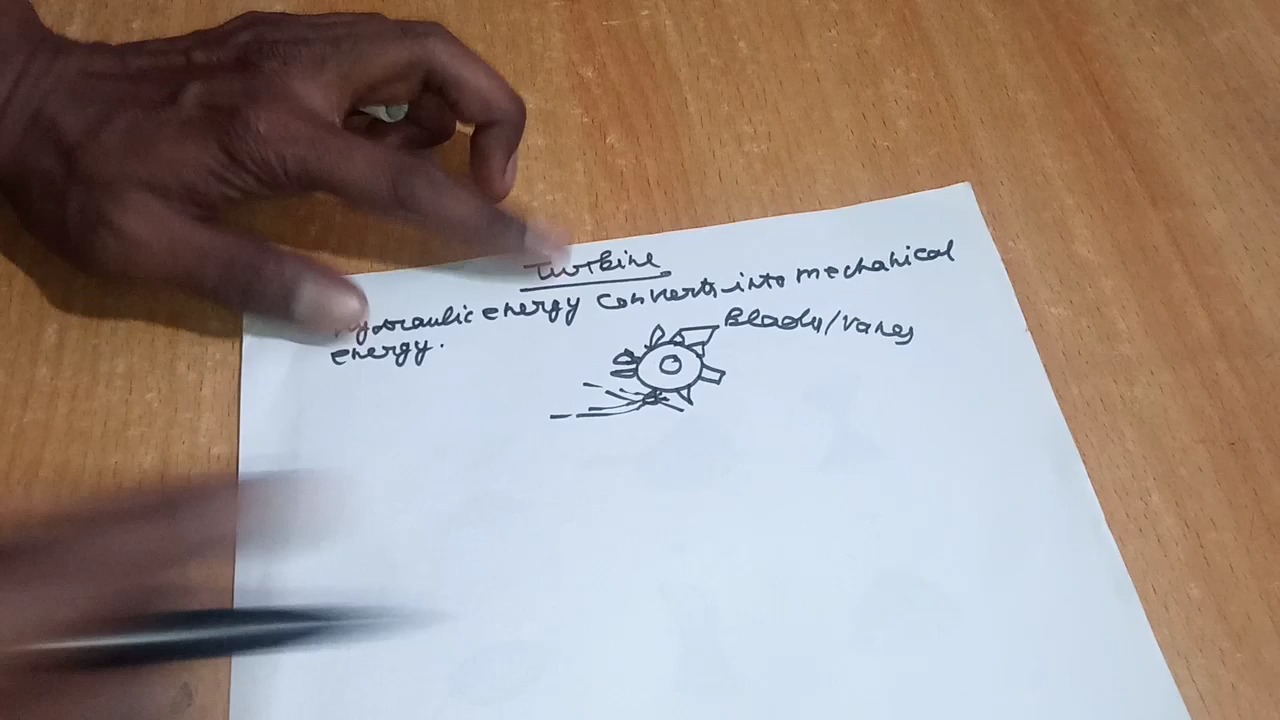 Turbine
Hydraulic energy converts into mechanical
energy.
Blades/Vanes